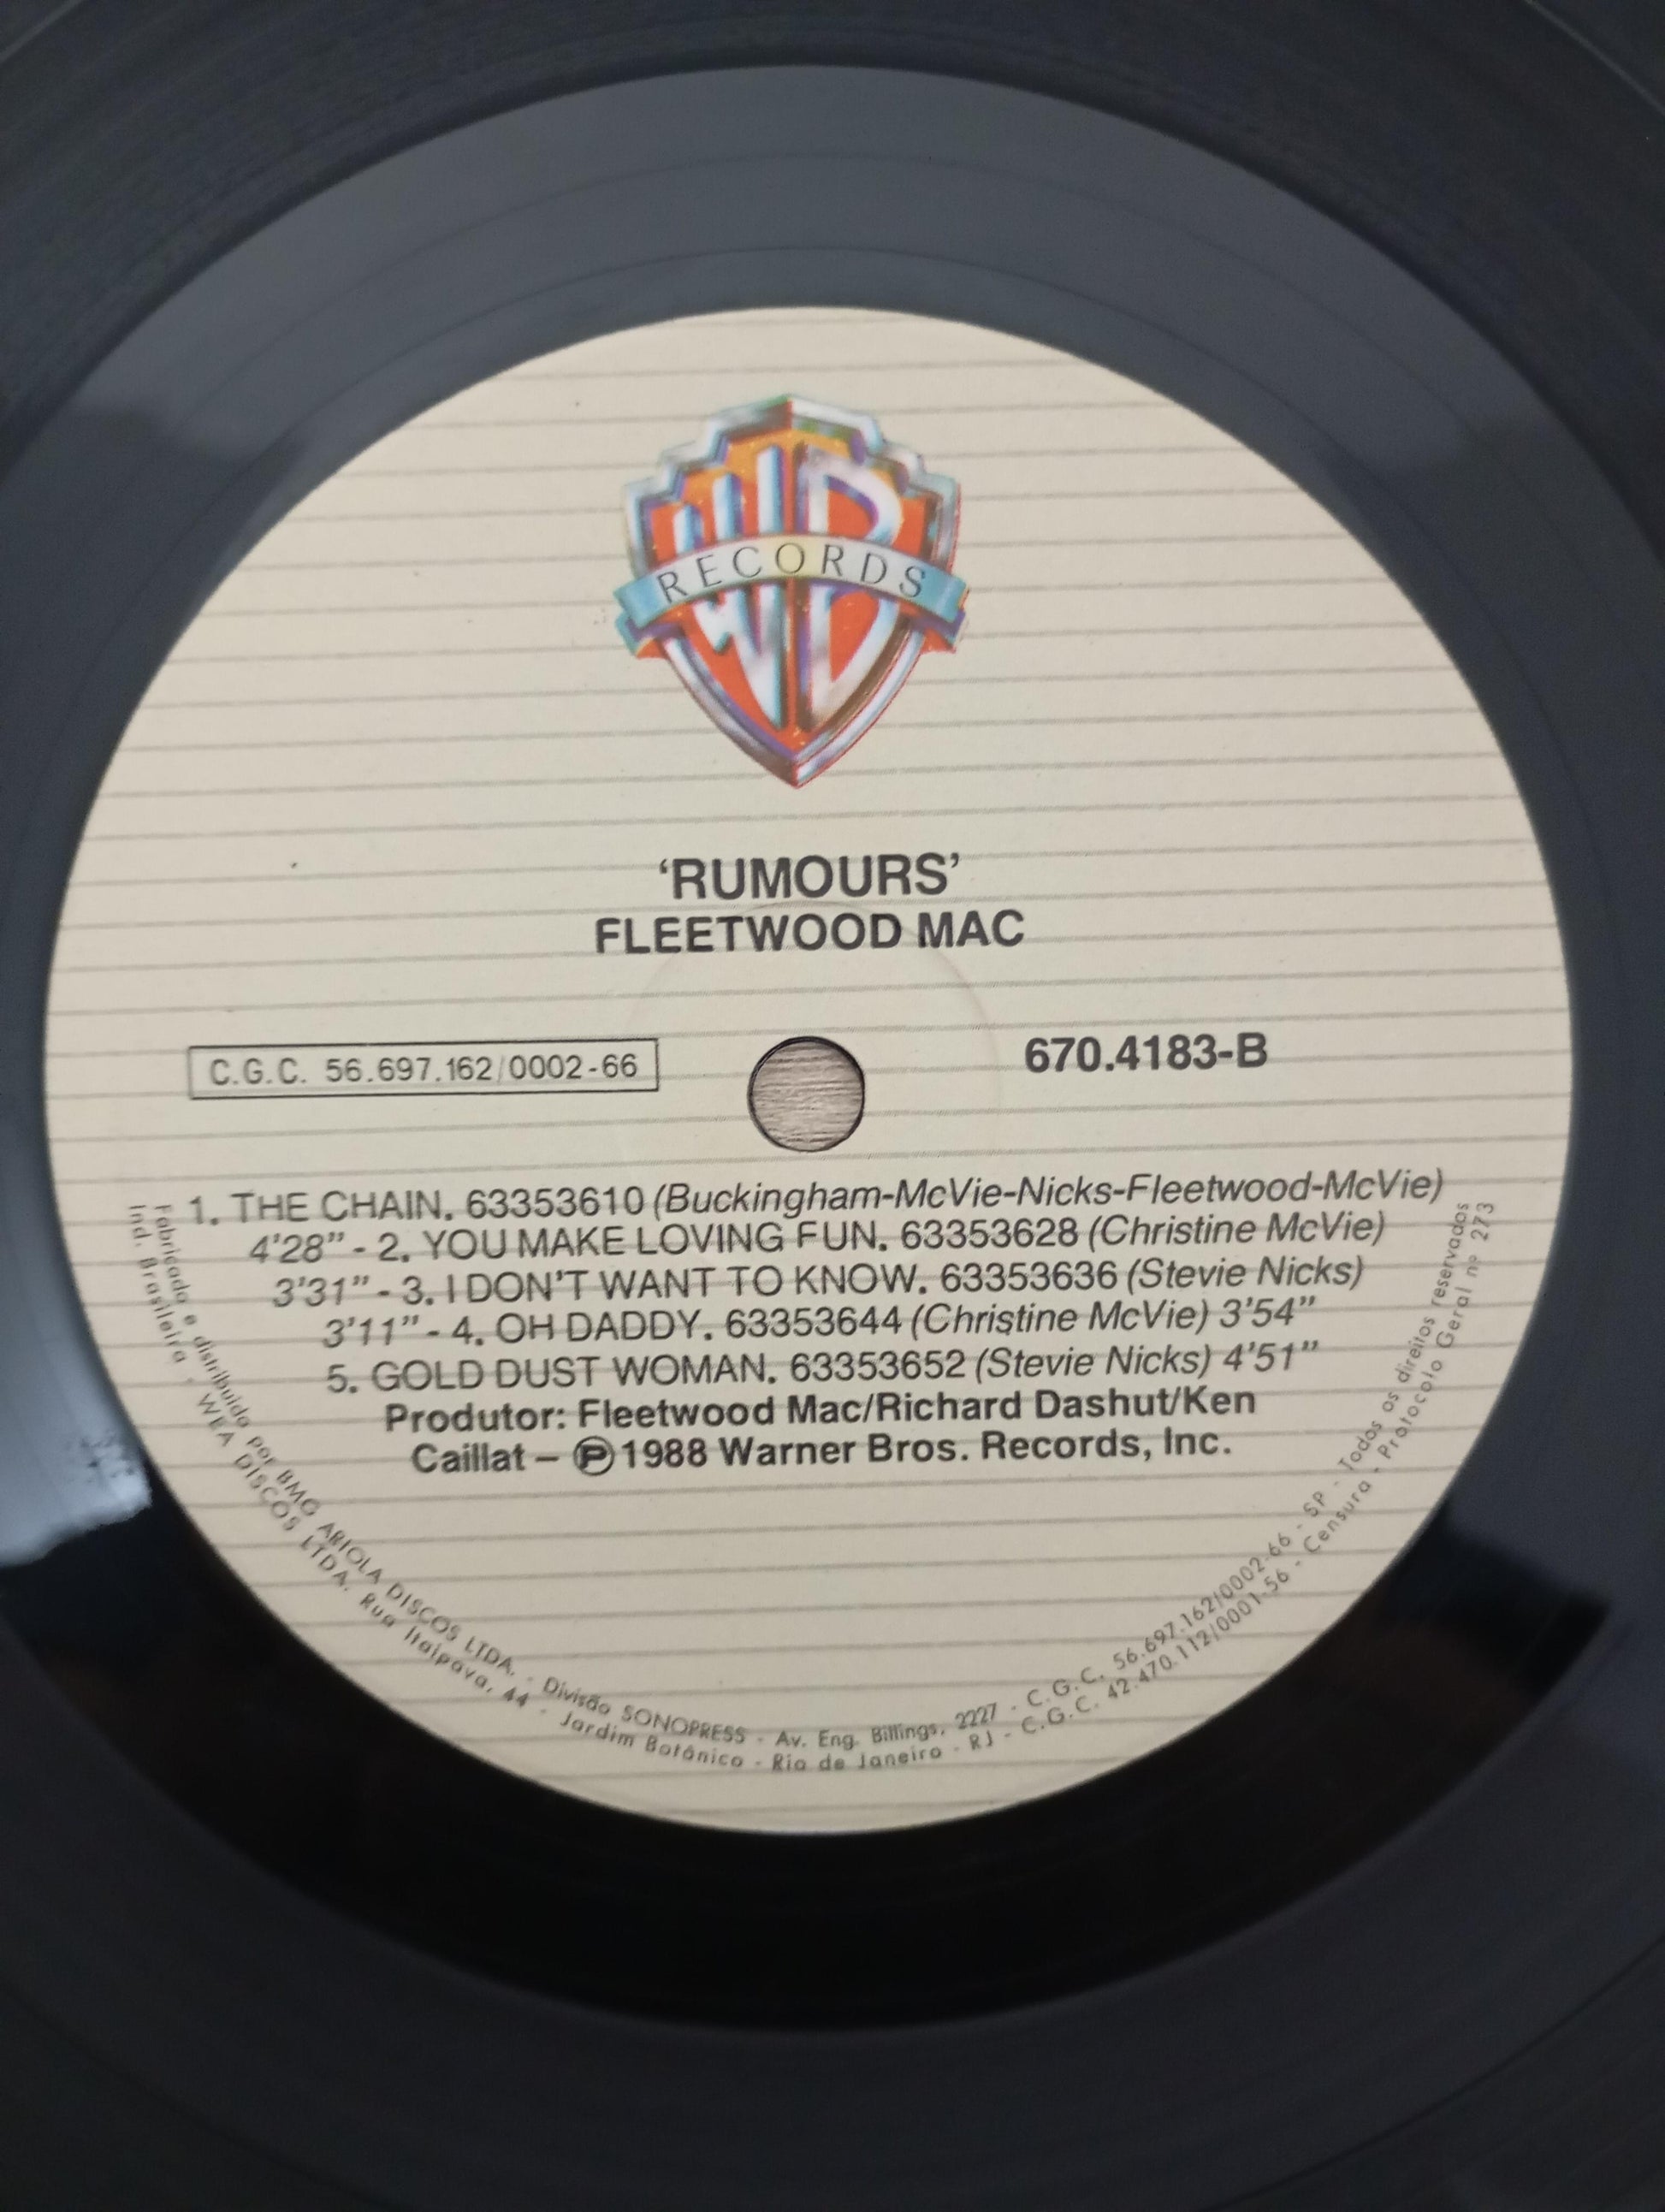 WB
RECORDS
‘RUMOURS’
FLEETWOOD MAC
C.G.C. 56.697.162/0002-66
670.4183-B
1. THE CHAIN. 63353610 (Buckingham-McVie-Nicks-Fleetwood-McVie)
4’28” - 2. YOU MAKE LOVING FUN. 63353628 (Christine McVie)
3’31” - 3. I DON’T WANT TO KNOW. 63353636 (Stevie Nicks)
3’11” - 4. OH DADDY. 63353644 (Christine McVie) 3’54”
5. GOLD DUST WOMAN. 63353652 (Stevie Nicks) 4’51”
Produtor: Fleetwood Mac/Richard Dashut/Ken
Caillat – ℗ 1988 Warner Bros. Records, Inc.
Fabricado e distribuido por BMG ARIOLA DISCOS LTDA. - Divisão SONOPRESS - Av. Eng. Billings, 2227 - C.G.C. 56.697.162/0002-66 - SP - Todos os direitos reservados
Ind. Brasileira - WEA DISCOS LTDA. Rua Itaipava, 44 - Jardim Botânico - Rio de Janeiro - RJ - C.G.C. 42.470.112/0001-56 - Censura - Protocolo Geral nº 273